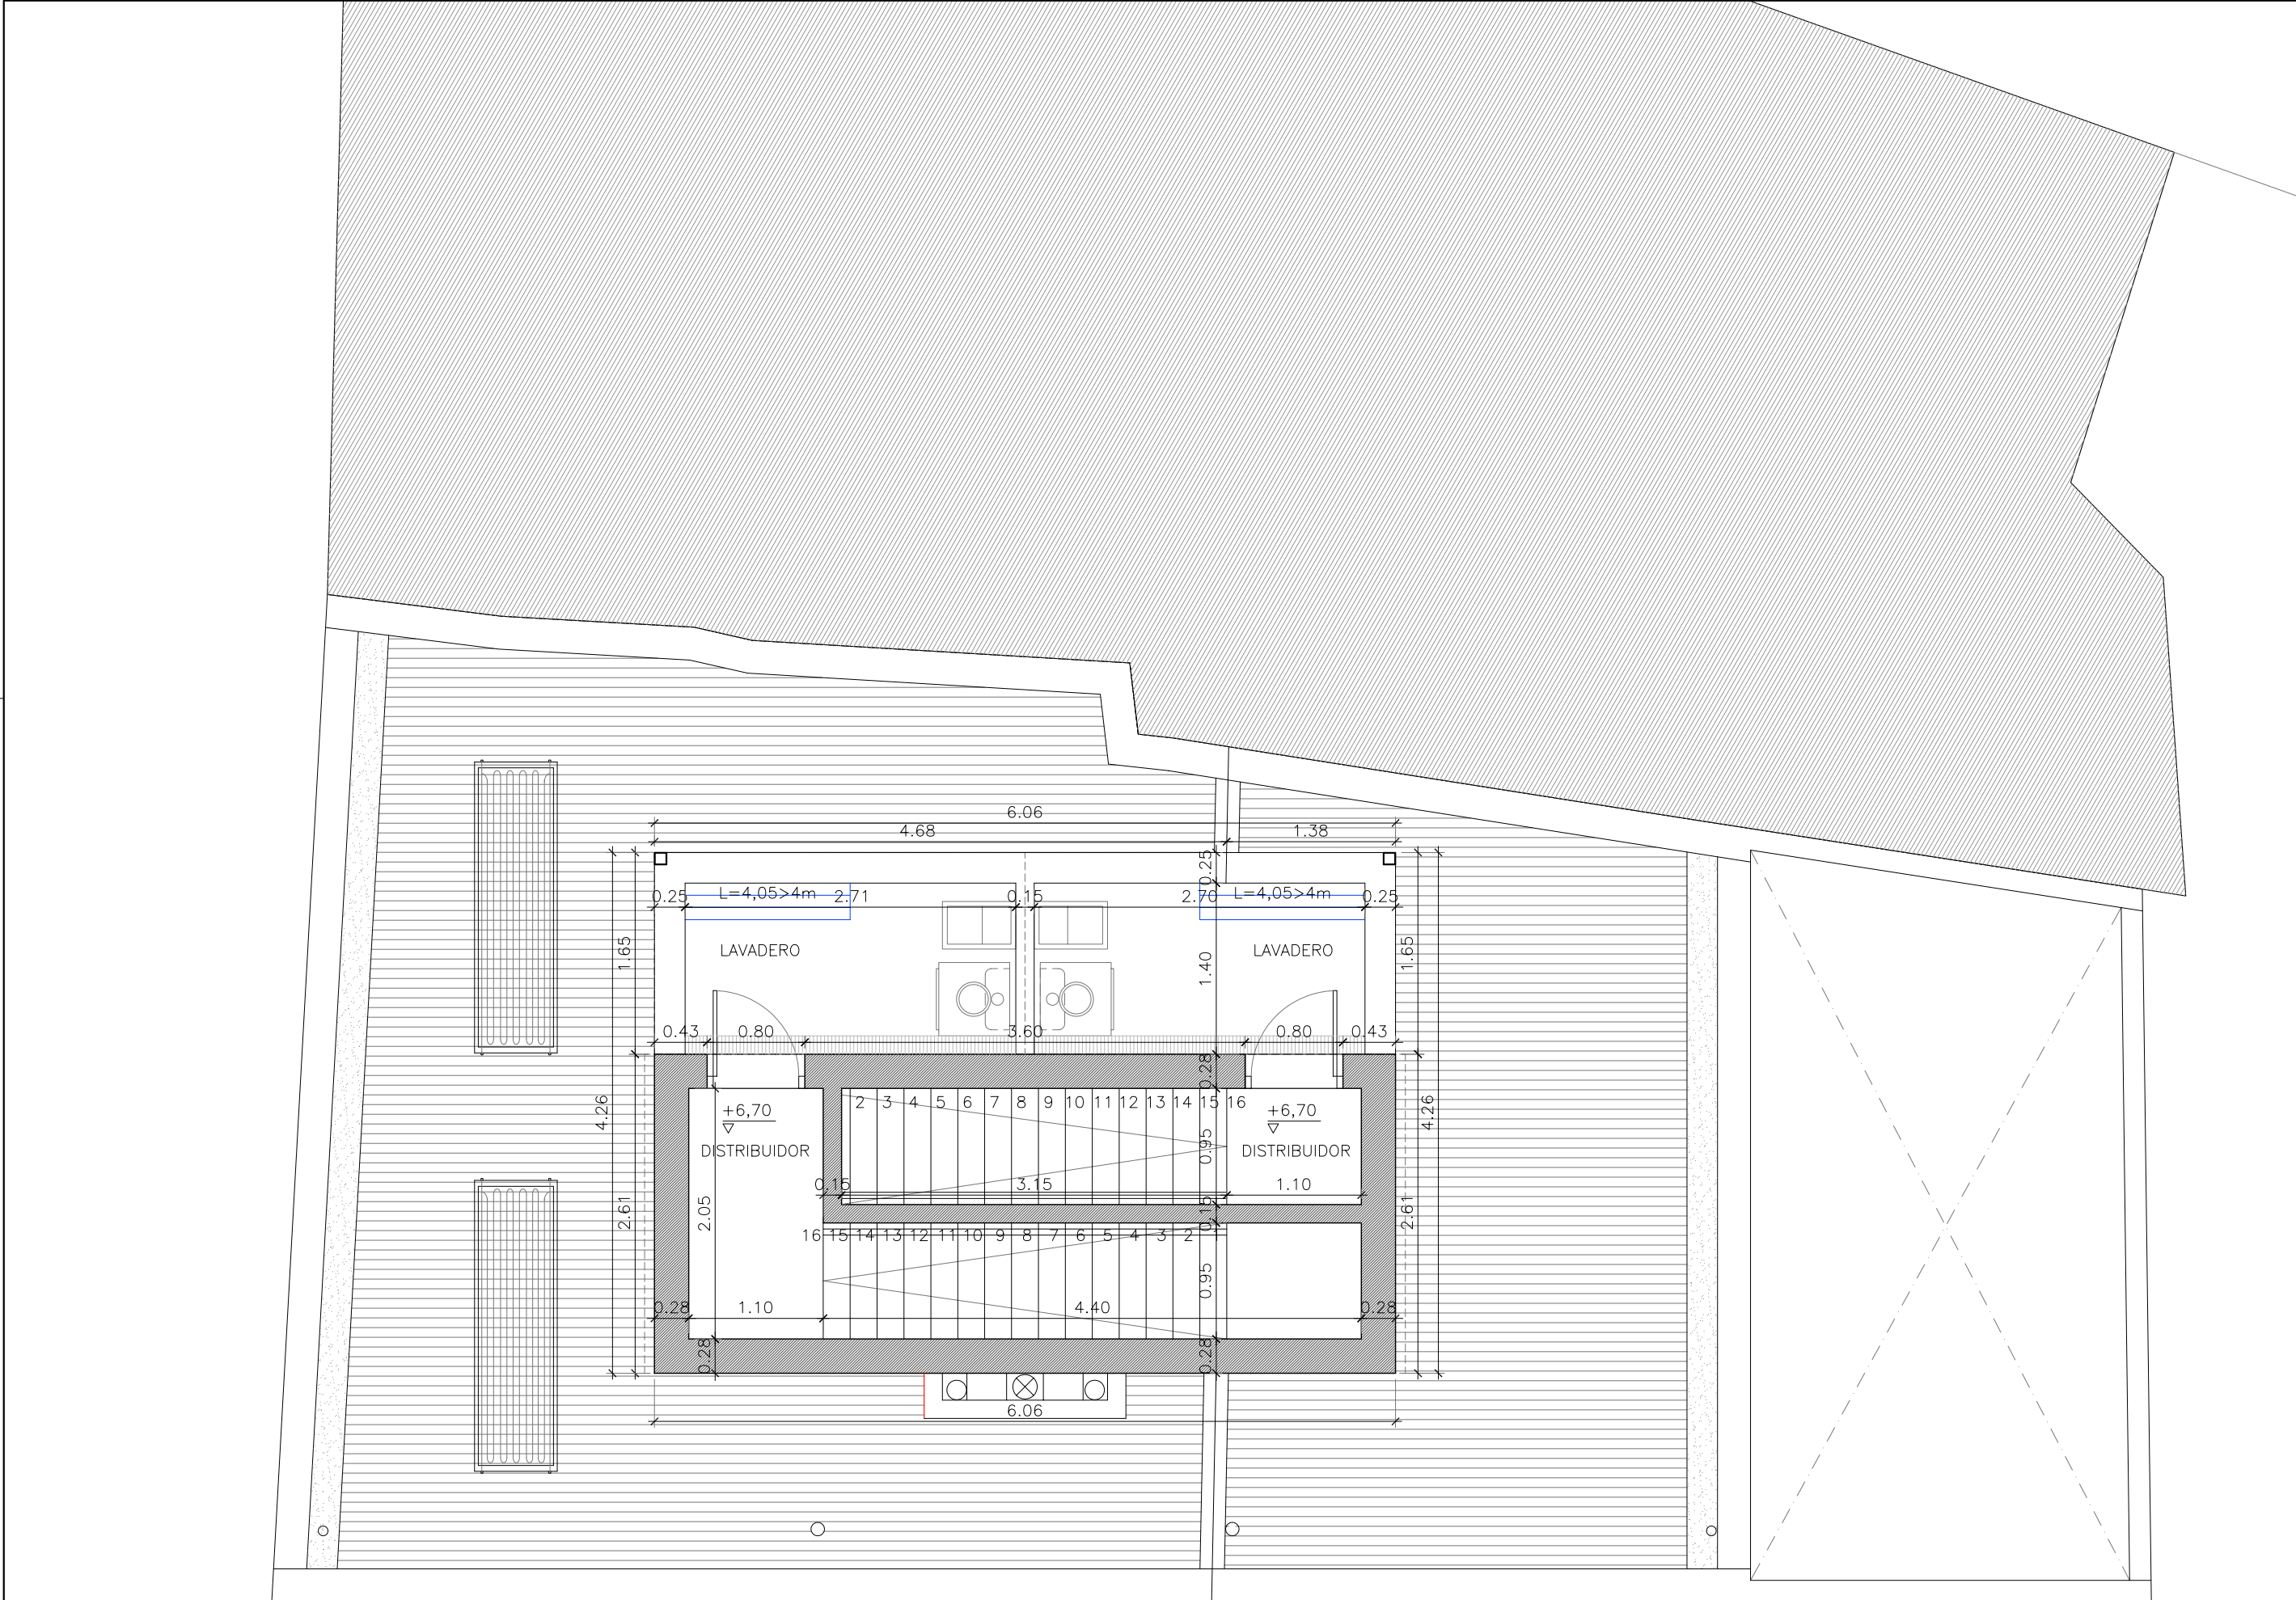 6.06
4.68 1.38
0.25
0.25 L=4,05>4m 2.71 0.15 2.70 L=4,05>4m 0.25
1.65 LAVADERO 1.40 LAVADERO 1.65
0.43 0.80 3.60 0.80 0.43
0.28
4.26 +6,70 2 3 4 5 6 7 8 9 10 11 12 13 14 15 16 +6,70 4.26
DISTRIBUIDOR 0.95 DISTRIBUIDOR
0.15 3.15 1.10
2.61 2.05 0.15 2.61
16 15 14 13 12 11 10 9 8 7 6 5 4 3 2 1
0.95
0.28 1.10 4.40 0.28
0.28 0.28
6.06